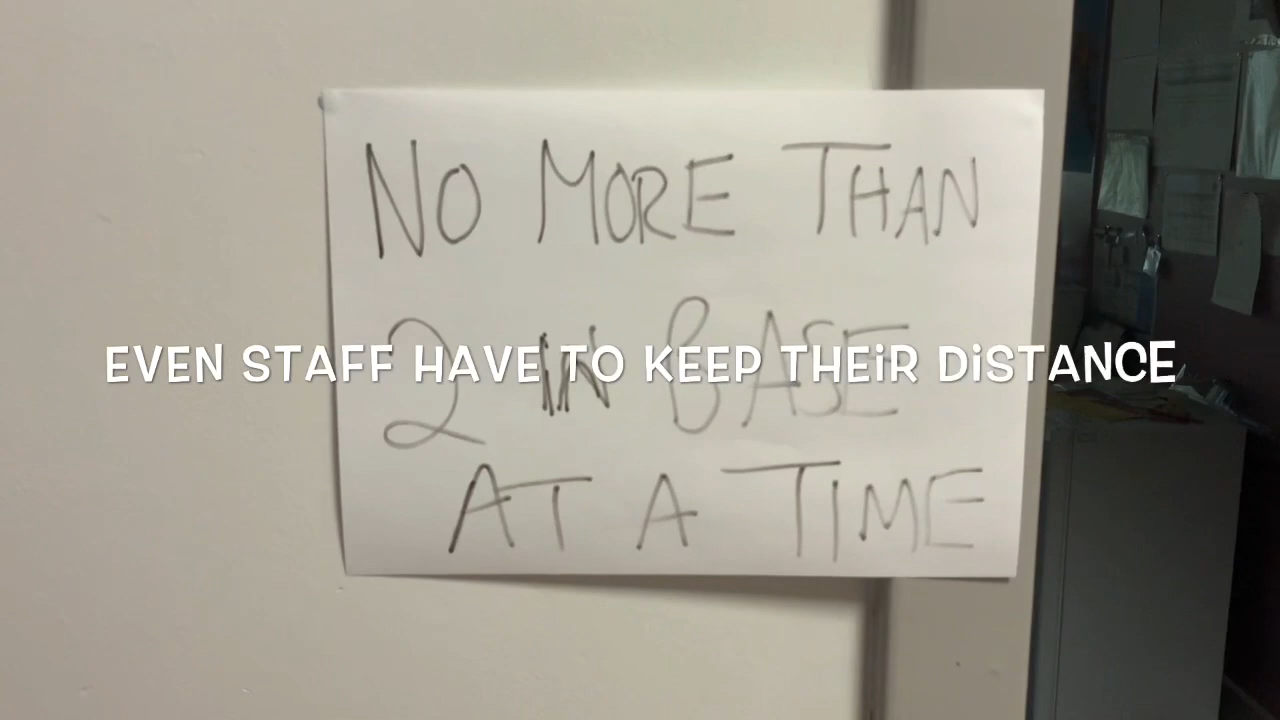 NO MORE THAN
2 IN BASE
EVEN STAFF HAVE TO KEEP THEiR DiSTANCE
AT A TIME